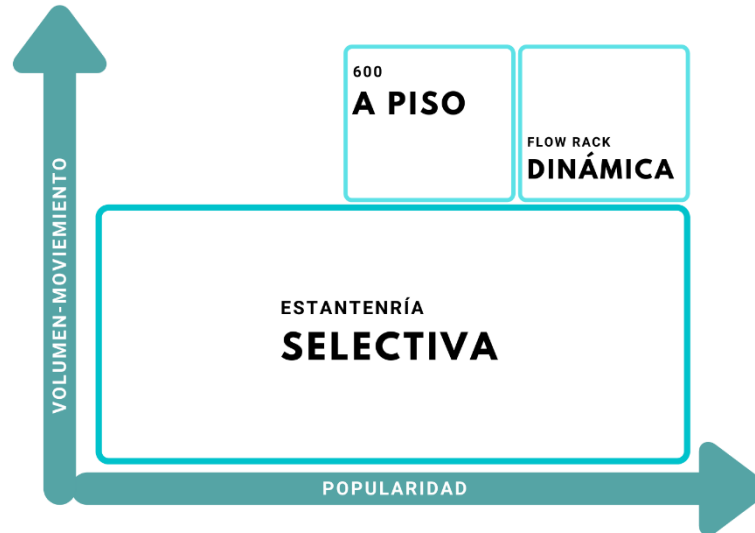 600
A PISO
FLOW RACK
DINÁMICA
ESTANTENRÍA
SELECTIVA
VOLUMEN-MOVIEMIENTO
POPULARIDAD